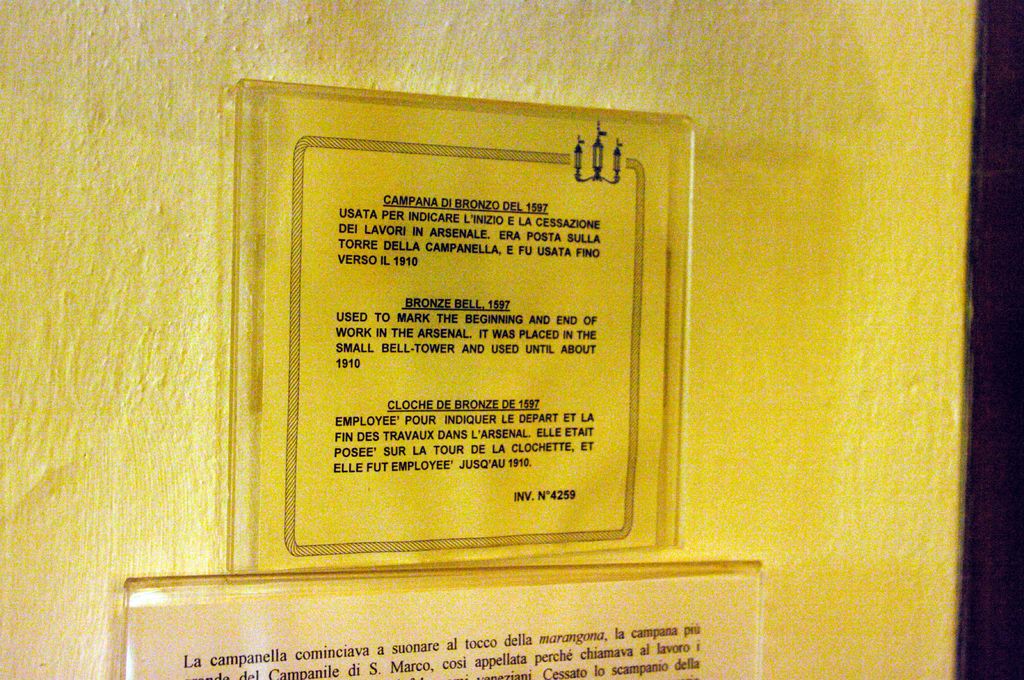 CAMPANA DI BRONZO DEL 1597
USATA PER INDICARE L'INIZIO E LA CESSAZIONE
DEI LAVORI IN ARSENALE. ERA POSTA SULLA
TORRE DELLA CAMPANELLA, E FU USATA FINO
VERSO IL 1910
BRONZE BELL, 1597
USED TO MARK THE BEGINNING AND END OF
WORK IN THE ARSENAL. IT WAS PLACED IN THE
SMALL BELL-TOWER AND USED UNTIL ABOUT
1910
CLOCHE DE BRONZE DE 1597
EMPLOYEE' POUR INDIQUER LE DEPART ET LA
FIN DES TRAVAUX DANS L'ARSENAL. ELLE ETAIT
POSEE' SUR LA TOUR DE LA CLOCHETTE, ET
ELLE FUT EMPLOYEE' JUSQ'AU 1910.
INV. N°4259
La campanella cominciava a suonare al tocco della marangona, la campana più
del Campanile di S. Marco, così appellata perché chiamava al lavoro i
veneziani. Cessato lo scampanio della